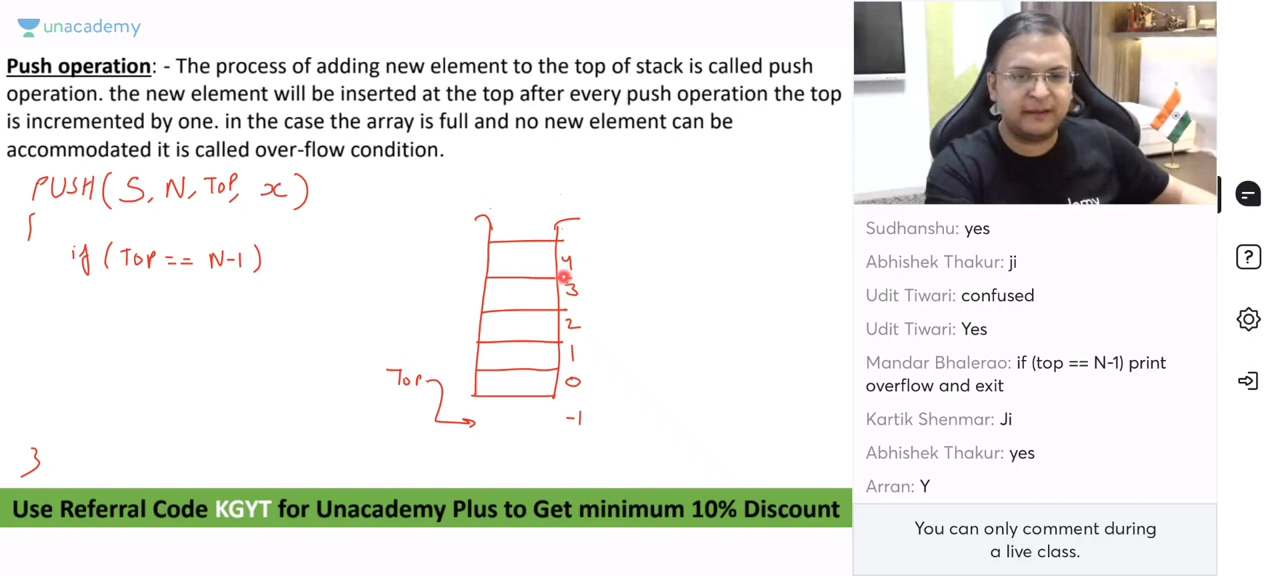 unacademy
Push operation: - The process of adding new element to the top of stack is called push
operation. the new element will be inserted at the top after every push operation the top
is incremented by one. in the case the array is full and no new element can be
accommodated it is called over-flow condition.
PUSH( S, N, TOP, x )
{
if ( TOP == N-1 )
4
3
2
1
TOP
0
-1
}
Use Referral Code KGYT for Unacademy Plus to Get minimum 10% Discount
Sudhanshu: yes
Abhishek Thakur: ji
Udit Tiwari: confused
Udit Tiwari: Yes
Mandar Bhalerao: if (top == N-1) print
overflow and exit
Kartik Shenmar: Ji
Abhishek Thakur: yes
Arran: Y
You can only comment during
a live class.